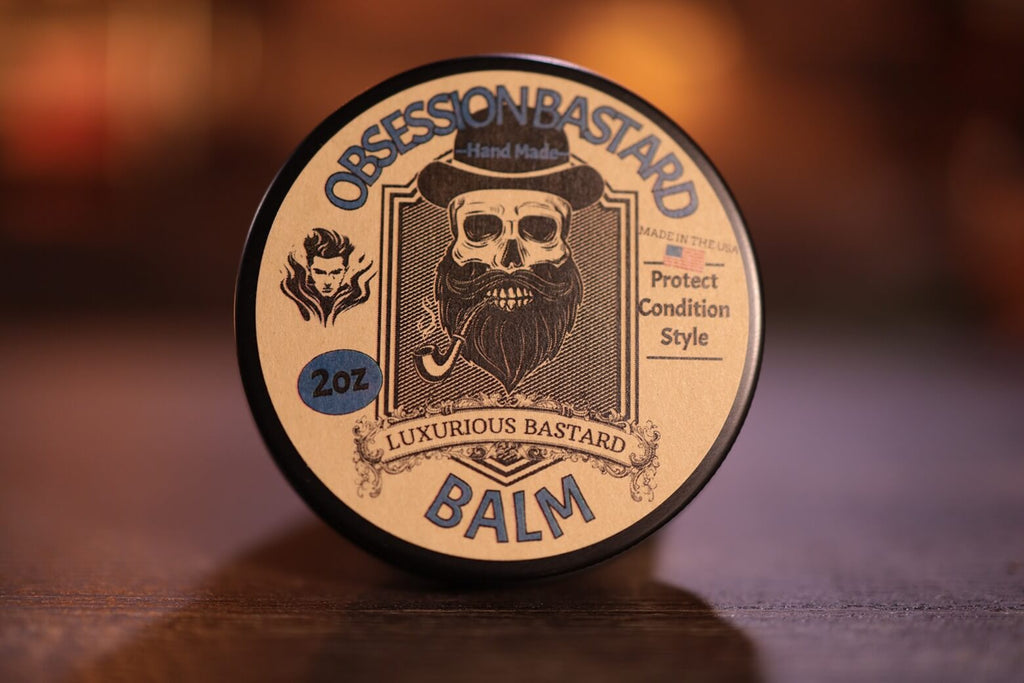 OBSESSION BASTARD
-Hand Made-
MADE IN THE USA
Protect
Condition
Style
2oz
LUXURIOUS BASTARD
BALM